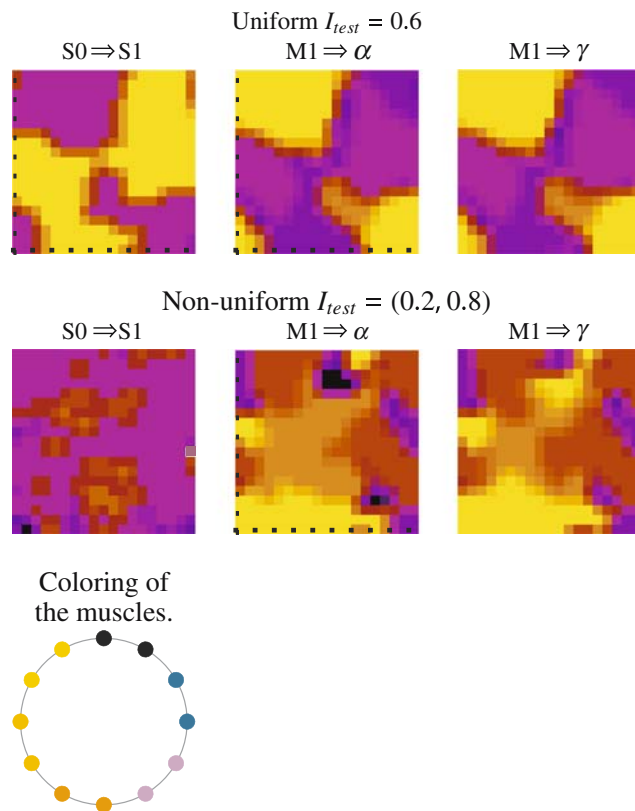 Uniform I_test = 0.6
S0⇒S1 M1⇒α M1⇒γ
Non-uniform I_test = (0.2, 0.8)
S0⇒S1 M1⇒α M1⇒γ
Coloring of
the muscles.